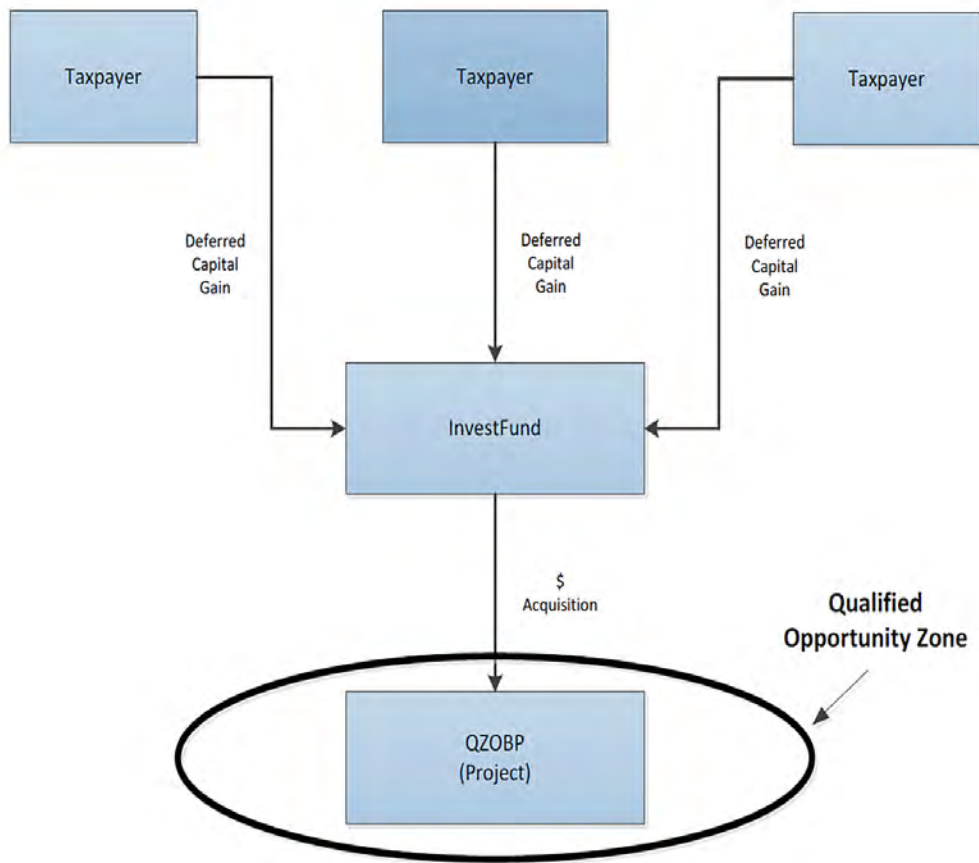 Taxpayer
Taxpayer
Taxpayer
Deferred
Capital
Gain
Deferred
Capital
Gain
Deferred
Capital
Gain
InvestFund
$
Acquisition
Qualified
Opportunity Zone
QZOBP
(Project)